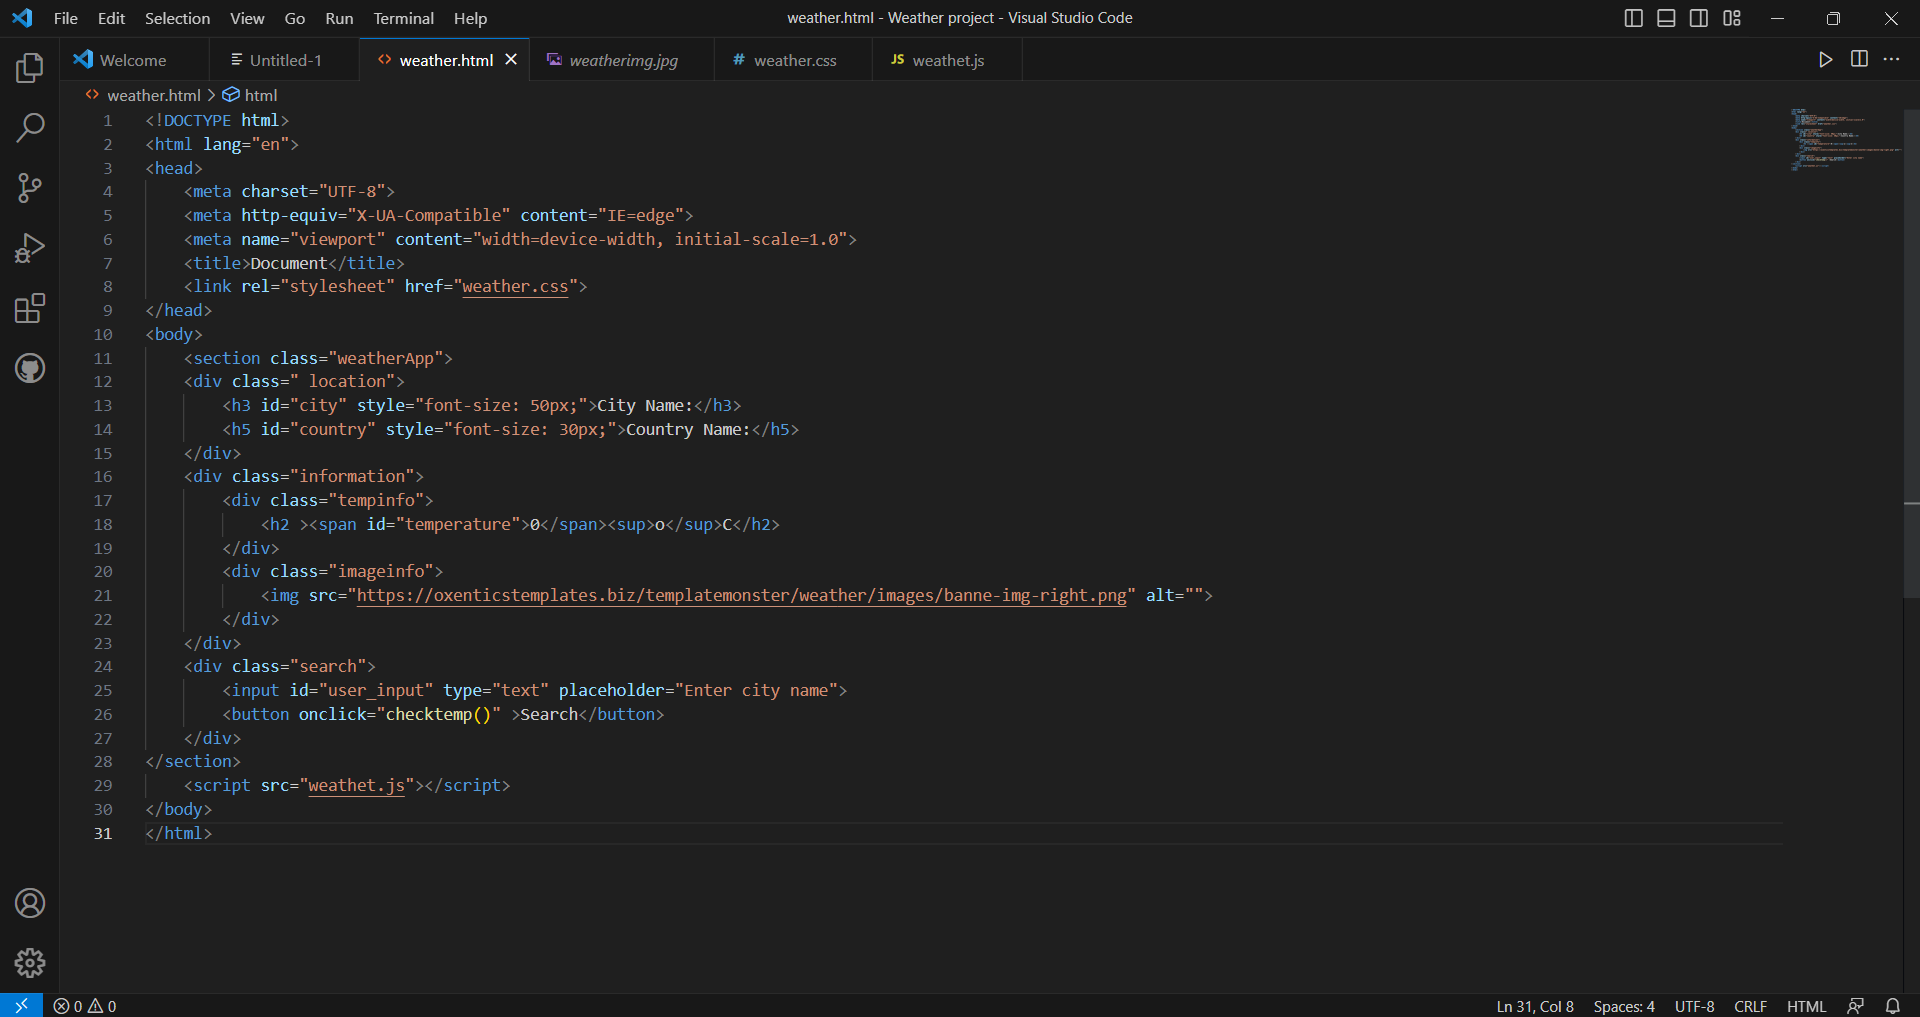 File Edit Selection View Go Run Terminal Help weather.html - Weather project - Visual Studio Code
Welcome Untitled-1 weather.html weatherimg.jpg # weather.css JS weathet.js
weather.html > html
1 <!DOCTYPE html>
2 <html lang="en">
3 <head>
4 <meta charset="UTF-8">
5 <meta http-equiv="X-UA-Compatible" content="IE=edge">
6 <meta name="viewport" content="width=device-width, initial-scale=1.0">
7 <title>Document</title>
8 <link rel="stylesheet" href="weather.css">
9 </head>
10 <body>
11 <section class="weatherApp">
12 <div class=" location">
13 <h3 id="city" style="font-size: 50px;">City Name:</h3>
14 <h5 id="country" style="font-size: 30px;">Country Name:</h5>
15 </div>
16 <div class="information">
17 <div class="tempinfo">
18 <h2 ><span id="temperature">0</span><sup>o</sup>C</h2>
19 </div>
20 <div class="imageinfo">
21 <img src="https://oxenticstemplates.biz/templatemonster/weather/images/banne-img-right.png" alt="">
22 </div>
23 </div>
24 <div class="search">
25 <input id="user_input" type="text" placeholder="Enter city name">
26 <button onclick="checktemp()" >Search</button>
27 </div>
28 </section>
29 <script src="weathet.js"></script>
30 </body>
31 </html>
0 0 Ln 31, Col 8 Spaces: 4 UTF-8 CRLF HTML